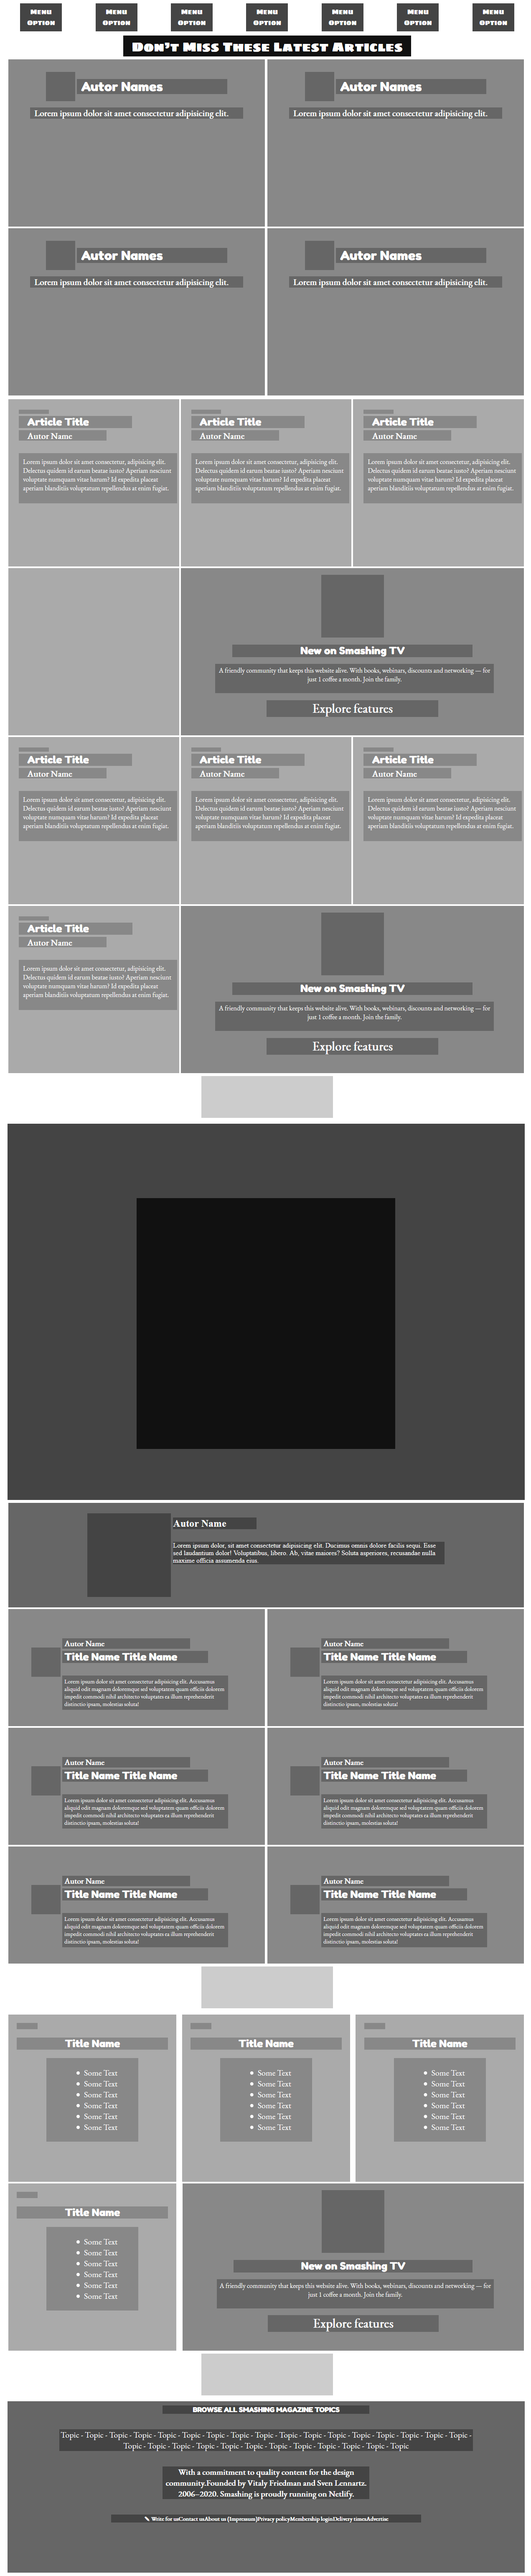 Menu Option
Menu Option
Menu Option
Menu Option
Menu Option
Menu Option
Menu Option
Don't Miss These Latest Articles
Autor Names
Lorem ipsum dolor sit amet consectetur adipisicing elit.
Autor Names
Lorem ipsum dolor sit amet consectetur adipisicing elit.
Autor Names
Lorem ipsum dolor sit amet consectetur adipisicing elit.
Autor Names
Lorem ipsum dolor sit amet consectetur adipisicing elit.
Article Title
Autor Name
Lorem ipsum dolor sit amet consectetur, adipisicing elit.
Delectus quidem id earum beatae iusto? Aperiam nesciunt
voluptate numquam vitae harum? Id expedita placeat
aperiam blanditiis voluptatum repellendus at enim fugiat.
Article Title
Autor Name
Lorem ipsum dolor sit amet consectetur, adipisicing elit.
Delectus quidem id earum beatae iusto? Aperiam nesciunt
voluptate numquam vitae harum? Id expedita placeat
aperiam blanditiis voluptatum repellendus at enim fugiat.
Article Title
Autor Name
Lorem ipsum dolor sit amet consectetur, adipisicing elit.
Delectus quidem id earum beatae iusto? Aperiam nesciunt
voluptate numquam vitae harum? Id expedita placeat
aperiam blanditiis voluptatum repellendus at enim fugiat.
New on Smashing TV
A friendly community that keeps this website alive. With books, webinars, discounts and networking — for
just 1 coffee a month. Join the family.
Explore features
Article Title
Autor Name
Lorem ipsum dolor sit amet consectetur, adipisicing elit.
Delectus quidem id earum beatae iusto? Aperiam nesciunt
voluptate numquam vitae harum? Id expedita placeat
aperiam blanditiis voluptatum repellendus at enim fugiat.
Article Title
Autor Name
Lorem ipsum dolor sit amet consectetur, adipisicing elit.
Delectus quidem id earum beatae iusto? Aperiam nesciunt
voluptate numquam vitae harum? Id expedita placeat
aperiam blanditiis voluptatum repellendus at enim fugiat.
Article Title
Autor Name
Lorem ipsum dolor sit amet consectetur, adipisicing elit.
Delectus quidem id earum beatae iusto? Aperiam nesciunt
voluptate numquam vitae harum? Id expedita placeat
aperiam blanditiis voluptatum repellendus at enim fugiat.
Article Title
Autor Name
Lorem ipsum dolor sit amet consectetur, adipisicing elit.
Delectus quidem id earum beatae iusto? Aperiam nesciunt
voluptate numquam vitae harum? Id expedita placeat
aperiam blanditiis voluptatum repellendus at enim fugiat.
New on Smashing TV
A friendly community that keeps this website alive. With books, webinars, discounts and networking — for
just 1 coffee a month. Join the family.
Explore features
Autor Name
Lorem ipsum dolor, sit amet consectetur adipisicing elit. Ducimus omnis dolore facilis sequi. Esse
sed laudantium dolor! Voluptatibus, libero. Ab, vitae maiores? Soluta asperiores, recusandae nulla
maxime officia assumenda eius.
Autor Name
Title Name Title Name
Lorem ipsum dolor sit amet consectetur adipisicing elit. Accusamus
aliquid odit magnam doloremque sed voluptatem quam officiis dolorem
impedit commodi nihil architecto voluptates ea illum reprehenderit
distinctio ipsam, molestias soluta!
Autor Name
Title Name Title Name
Lorem ipsum dolor sit amet consectetur adipisicing elit. Accusamus
aliquid odit magnam doloremque sed voluptatem quam officiis dolorem
impedit commodi nihil architecto voluptates ea illum reprehenderit
distinctio ipsam, molestias soluta!
Autor Name
Title Name Title Name
Lorem ipsum dolor sit amet consectetur adipisicing elit. Accusamus
aliquid odit magnam doloremque sed voluptatem quam officiis dolorem
impedit commodi nihil architecto voluptates ea illum reprehenderit
distinctio ipsam, molestias soluta!
Autor Name
Title Name Title Name
Lorem ipsum dolor sit amet consectetur adipisicing elit. Accusamus
aliquid odit magnam doloremque sed voluptatem quam officiis dolorem
impedit commodi nihil architecto voluptates ea illum reprehenderit
distinctio ipsam, molestias soluta!
Autor Name
Title Name Title Name
Lorem ipsum dolor sit amet consectetur adipisicing elit. Accusamus
aliquid odit magnam doloremque sed voluptatem quam officiis dolorem
impedit commodi nihil architecto voluptates ea illum reprehenderit
distinctio ipsam, molestias soluta!
Autor Name
Title Name Title Name
Lorem ipsum dolor sit amet consectetur adipisicing elit. Accusamus
aliquid odit magnam doloremque sed voluptatem quam officiis dolorem
impedit commodi nihil architecto voluptates ea illum reprehenderit
distinctio ipsam, molestias soluta!
Title Name
• Some Text
• Some Text
• Some Text
• Some Text
• Some Text
• Some Text
Title Name
• Some Text
• Some Text
• Some Text
• Some Text
• Some Text
• Some Text
Title Name
• Some Text
• Some Text
• Some Text
• Some Text
• Some Text
• Some Text
Title Name
• Some Text
• Some Text
• Some Text
• Some Text
• Some Text
• Some Text
New on Smashing TV
A friendly community that keeps this website alive. With books, webinars, discounts and networking — for
just 1 coffee a month. Join the family.
Explore features
BROWSE ALL SMASHING MAGAZINE TOPICS
Topic - Topic - Topic - Topic - Topic - Topic - Topic - Topic - Topic - Topic - Topic - Topic - Topic - Topic - Topic - Topic - Topic -
Topic - Topic - Topic - Topic - Topic - Topic - Topic - Topic - Topic - Topic - Topic - Topic
With a commitment to quality content for the design
community.Founded by Vitaly Friedman and Sven Lennartz.
2006–2020. Smashing is proudly running on Netlify.
✎ Write for usContact usAbout us (Impressum)Privacy policyMembership loginDelivery timesAdvertise